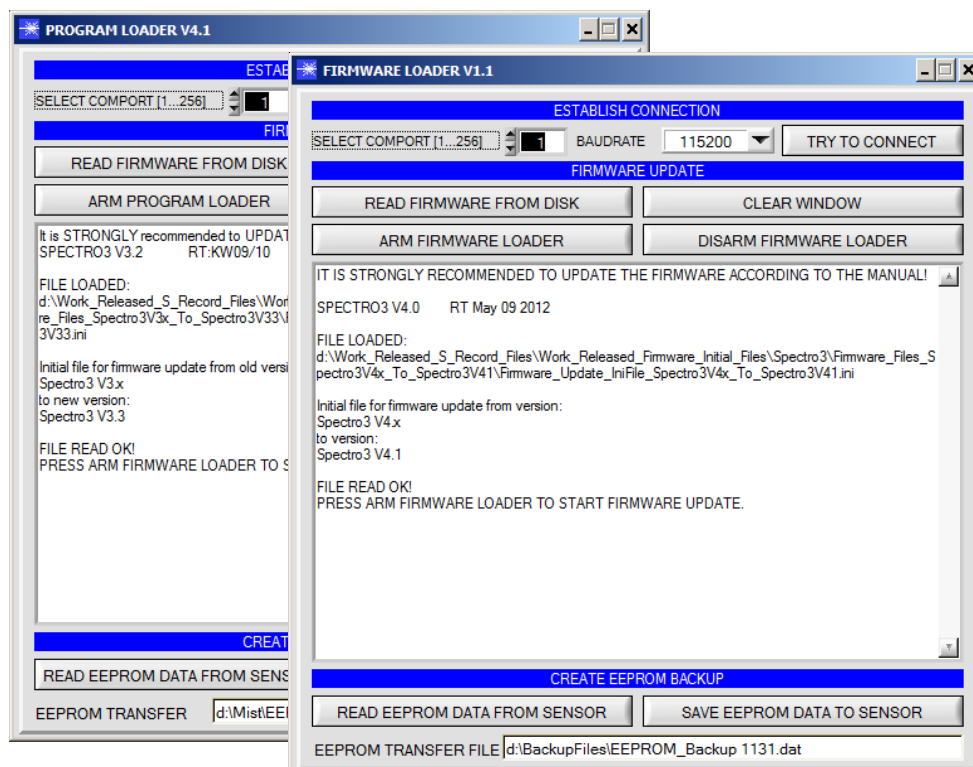 PROGRAM LOADER V4.1
SELECT COMPORT [1...256] 1
READ FIRMWARE FROM DISK
ARM PROGRAM LOADER
It is STRONGLY recommended to UPDAT
SPECTRO3 V3.2 RT:KW09/10
FILE LOADED:
d:\Work_Released_S_Record_Files\Wor
re_Files_Spectro3V3x_To_Spectro3V33\
3V33.ini
Initial file for firmware update from old versi
Spectro3 V3.x
to new version:
Spectro3 V3.3
FILE READ OK!
PRESS ARM FIRMWARE LOADER TO S
CREAT
READ EEPROM DATA FROM SENS
EEPROM TRANSFER d:\Mist\EEI
FIRMWARE LOADER V1.1
ESTABLISH CONNECTION
SELECT COMPORT [1...256] 1 BAUDRATE 115200 TRY TO CONNECT
FIRMWARE UPDATE
READ FIRMWARE FROM DISK CLEAR WINDOW
ARM FIRMWARE LOADER DISARM FIRMWARE LOADER
IT IS STRONGLY RECOMMENDED TO UPDATE THE FIRMWARE ACCORDING TO THE MANUAL!
SPECTRO3 V4.0 RT May 09 2012
FILE LOADED:
d:\Work_Released_S_Record_Files\Work_Released_Firmware_Initial_Files\Spectro3\Firmware_Files_S
pectro3V4x_To_Spectro3V41\Firmware_Update_IniFile_Spectro3V4x_To_Spectro3V41.ini
Initial file for firmware update from version:
Spectro3 V4.x
to version:
Spectro3 V4.1
FILE READ OK!
PRESS ARM FIRMWARE LOADER TO START FIRMWARE UPDATE.
CREATE EEPROM BACKUP
READ EEPROM DATA FROM SENSOR SAVE EEPROM DATA TO SENSOR
EEPROM TRANSFER FILE d:\BackupFiles\EEPROM_Backup 1131.dat